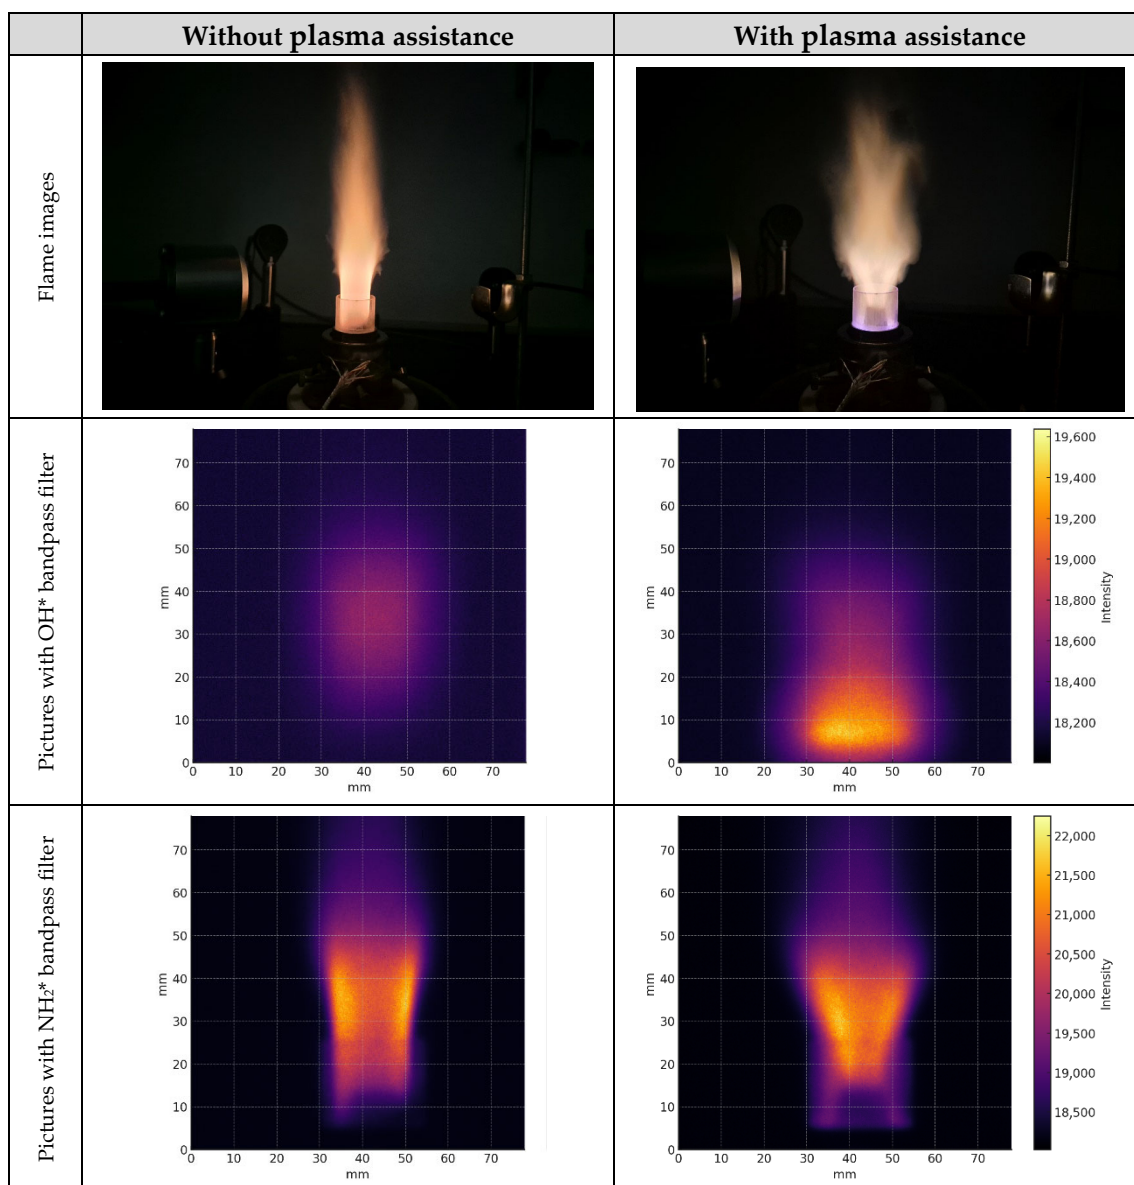 Without plasma assistance
With plasma assistance
Flame images
Pictures with OH* bandpass filter
70
60
50
40
30
20
10
0
mm
0 10 20 30 40 50 60 70
mm
70
60
50
40
30
20
10
0
mm
0 10 20 30 40 50 60 70
mm
19,600
19,400
19,200
19,000
18,800
18,600
18,400
18,200
Intensity
Pictures with NH₂* bandpass filter
70
60
50
40
30
20
10
0
mm
0 10 20 30 40 50 60 70
mm
70
60
50
40
30
20
10
0
mm
0 10 20 30 40 50 60 70
mm
22,000
22,500
21,000
20,500
20,000
19,500
19,000
18,500
Intensity